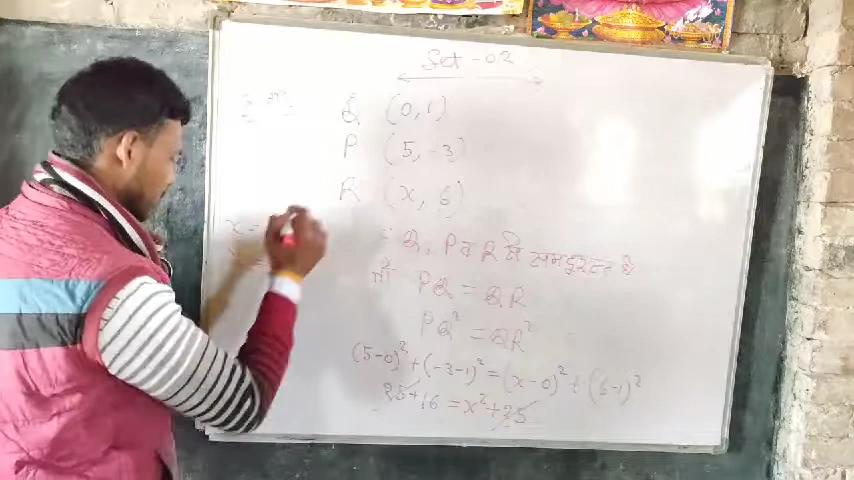 Set-02
Q (0, 1)
P (5, -3)
R (x, 6)
∵ Q, P व R से समदूरस्थ है
तो PQ = QR
PQ² = QR²
(5-0)² + (-3-1)² = (x-0)² + (6-1)²
25 + 16 = x² + 25
x =